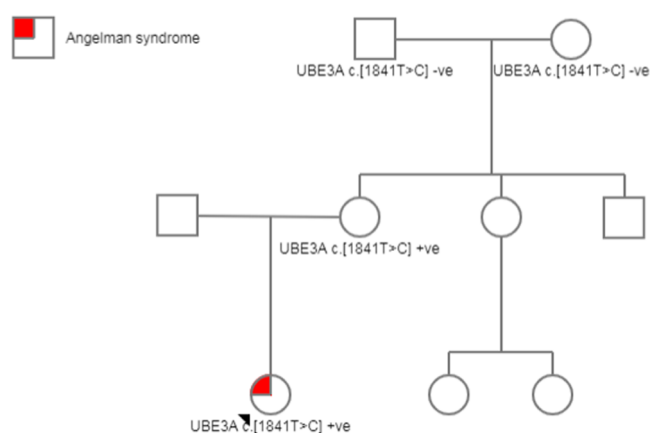 Angelman syndrome
UBE3A c.[1841T>C] -ve
UBE3A c.[1841T>C] -ve
UBE3A c.[1841T>C] +ve
UBE3A c.[1841T>C] +ve